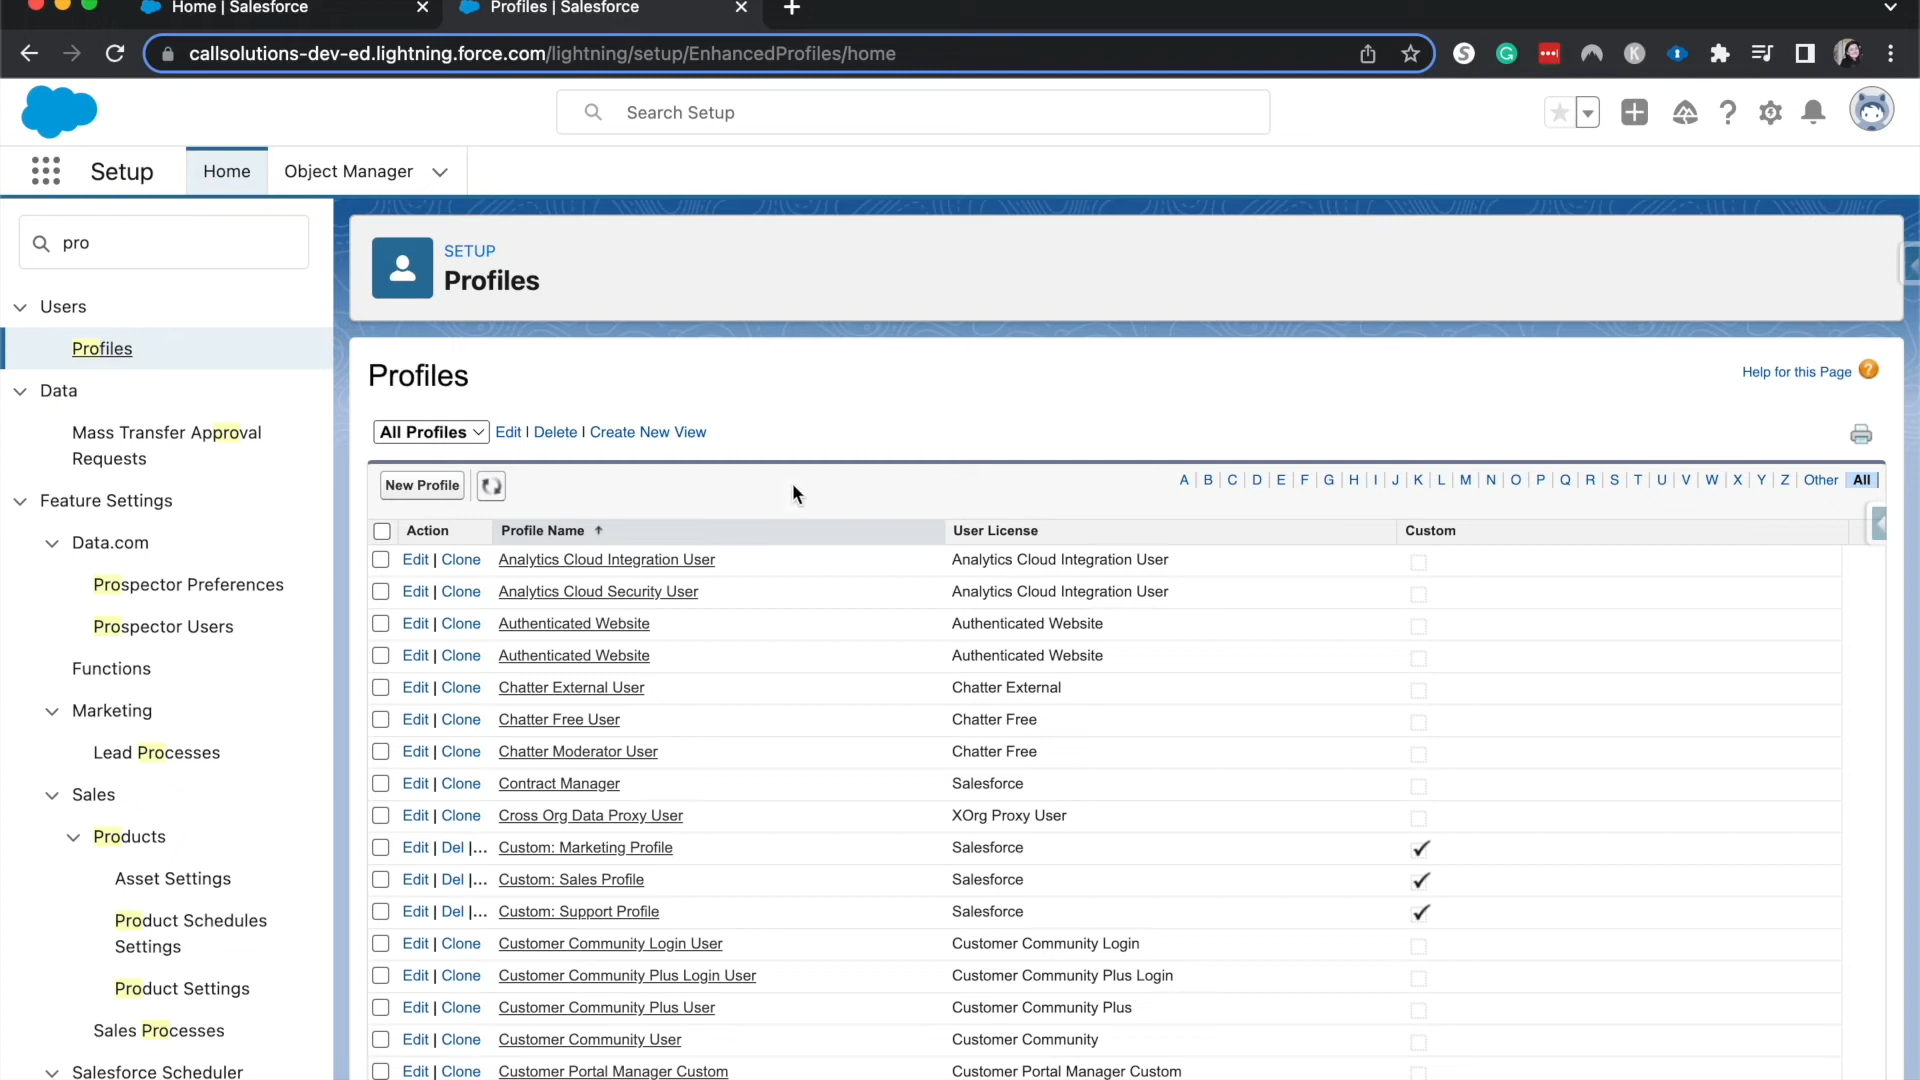 Home | Salesforce
Profiles | Salesforce
callsolutions-dev-ed.lightning.force.com/lightning/setup/EnhancedProfiles/home
Search Setup
Setup
Home
Object Manager
pro
Users
Profiles
Data
Mass Transfer Approval
Requests
Feature Settings
Data.com
Prospector Preferences
Prospector Users
Functions
Marketing
Lead Processes
Sales
Products
Asset Settings
Product Schedules
Settings
Product Settings
Sales Processes
Salesforce Scheduler
SETUP
Profiles
Profiles
Help for this Page ?
All Profiles Edit | Delete | Create New View
New Profile
A | B | C | D | E | F | G | H | I | J | K | L | M | N | O | P | Q | R | S | T | U | V | W | X | Y | Z | Other | All
Action Profile Name User License Custom
Edit | Clone Analytics Cloud Integration User Analytics Cloud Integration User
Edit | Clone Analytics Cloud Security User Analytics Cloud Integration User
Edit | Clone Authenticated Website Authenticated Website
Edit | Clone Authenticated Website Authenticated Website
Edit | Clone Chatter External User Chatter External
Edit | Clone Chatter Free User Chatter Free
Edit | Clone Chatter Moderator User Chatter Free
Edit | Clone Contract Manager Salesforce
Edit | Clone Cross Org Data Proxy User XOrg Proxy User
Edit | Del |... Custom: Marketing Profile Salesforce
Edit | Del |... Custom: Sales Profile Salesforce
Edit | Del |... Custom: Support Profile Salesforce
Edit | Clone Customer Community Login User Customer Community Login
Edit | Clone Customer Community Plus Login User Customer Community Plus Login
Edit | Clone Customer Community Plus User Customer Community Plus
Edit | Clone Customer Community User Customer Community
Edit | Clone Customer Portal Manager Custom Customer Portal Manager Custom